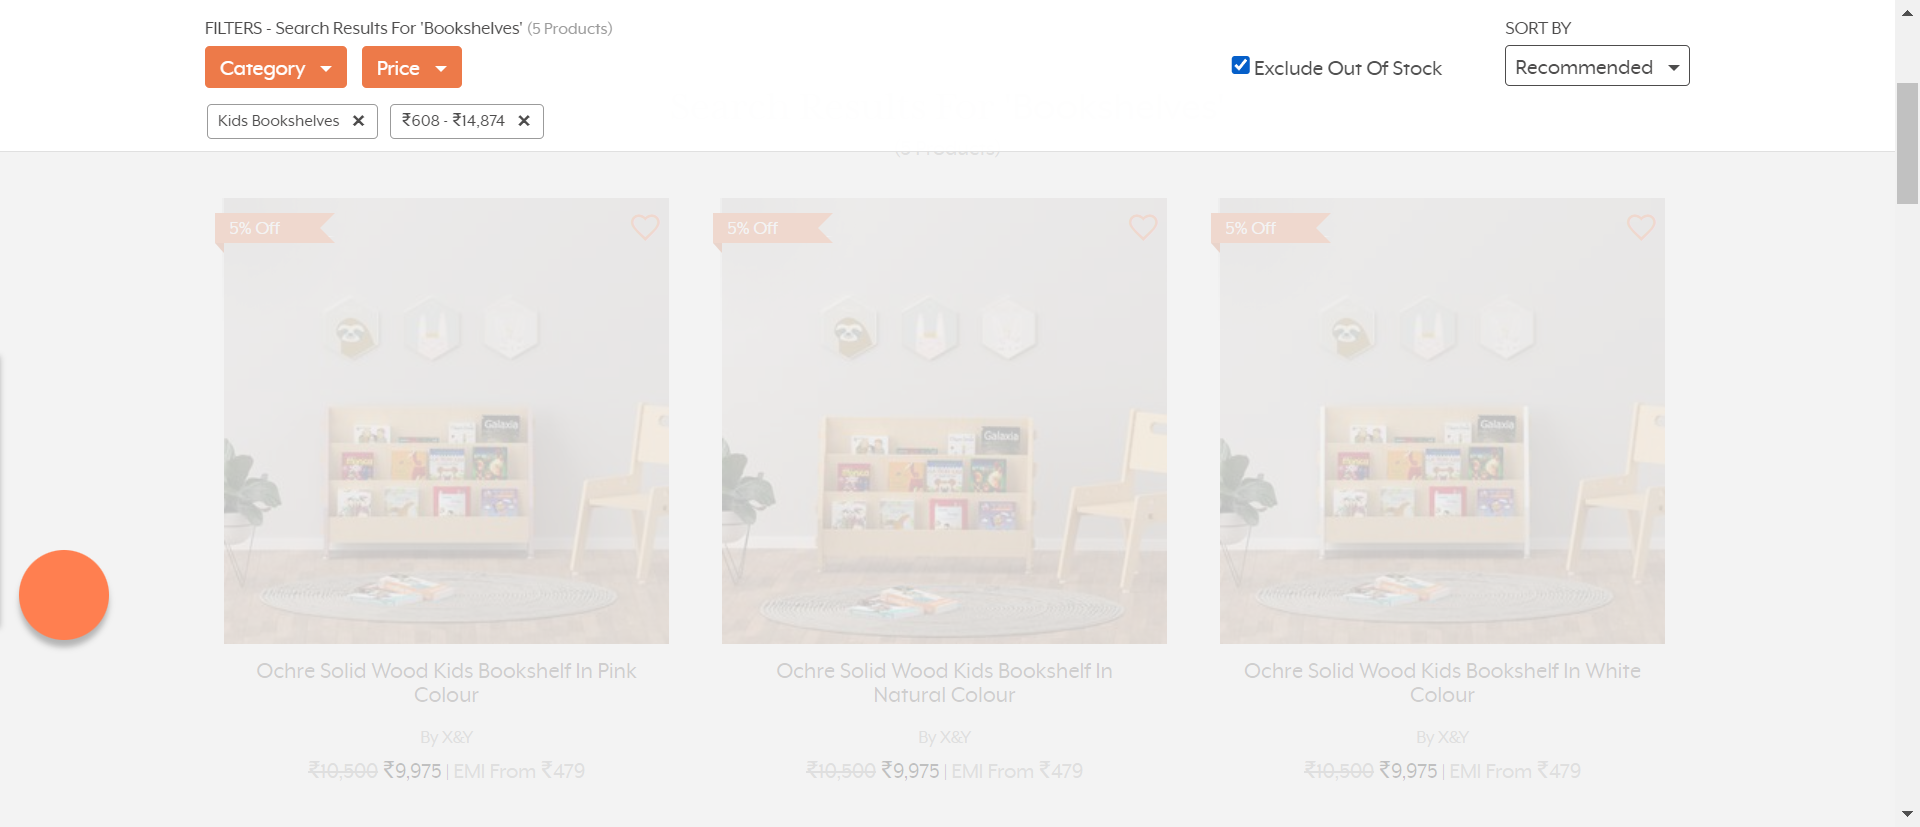 FILTERS - Search Results For 'Bookshelves' (5 Products)
SORT BY
Category
Price
Exclude Out Of Stock
Recommended
Kids Bookshelves ✕
₹608 - ₹14,874 ✕
5% Off
5% Off
5% Off
Galaxia
Galaxia
Galaxia
Ochre Solid Wood Kids Bookshelf In Pink
Colour
By X&Y
₹10,500 ₹9,975 | EMI From ₹479
Ochre Solid Wood Kids Bookshelf In
Natural Colour
By X&Y
₹10,500 ₹9,975 | EMI From ₹479
Ochre Solid Wood Kids Bookshelf In White
Colour
By X&Y
₹10,500 ₹9,975 | EMI From ₹479